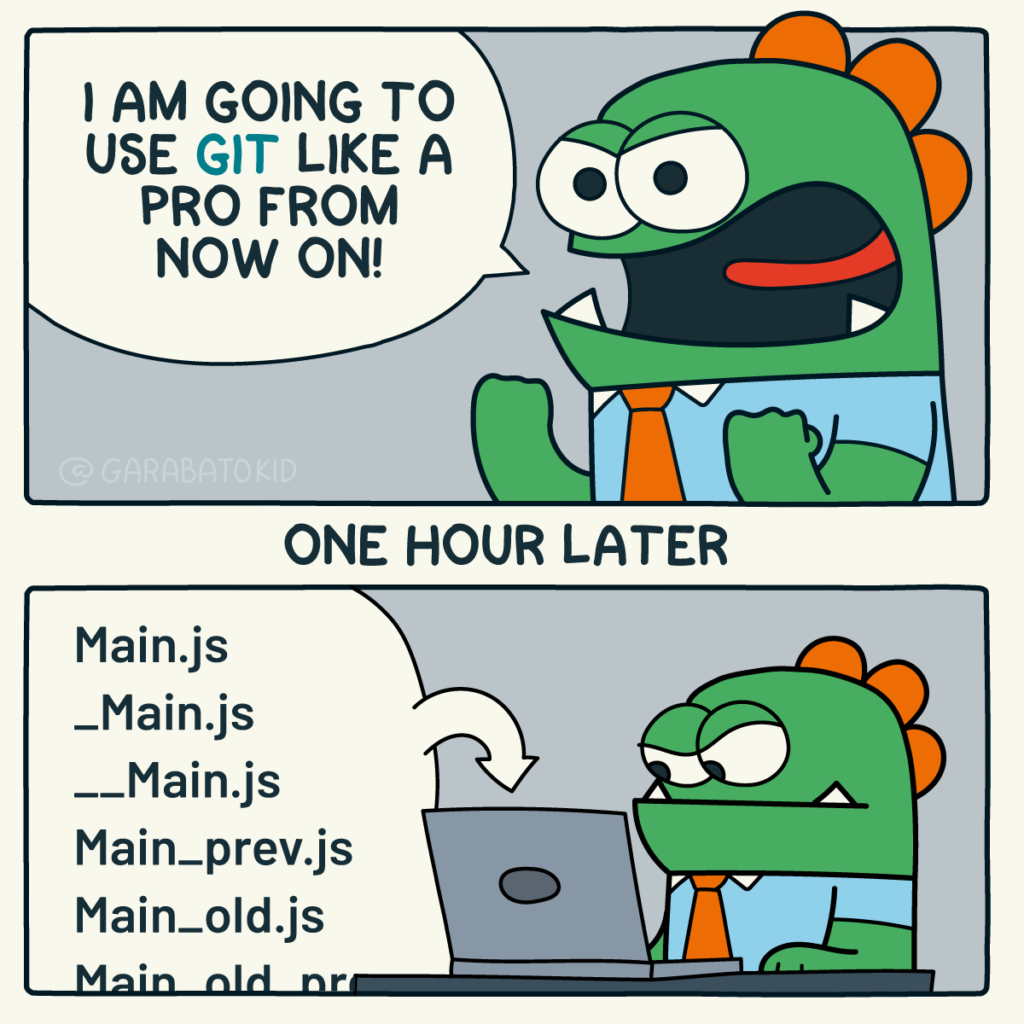 I AM GOING TO
USE GIT LIKE A
PRO FROM
NOW ON!
@GARABATOKID
ONE HOUR LATER
Main.js
_Main.js
__Main.js
Main_prev.js
Main_old.js
Main_old_pr